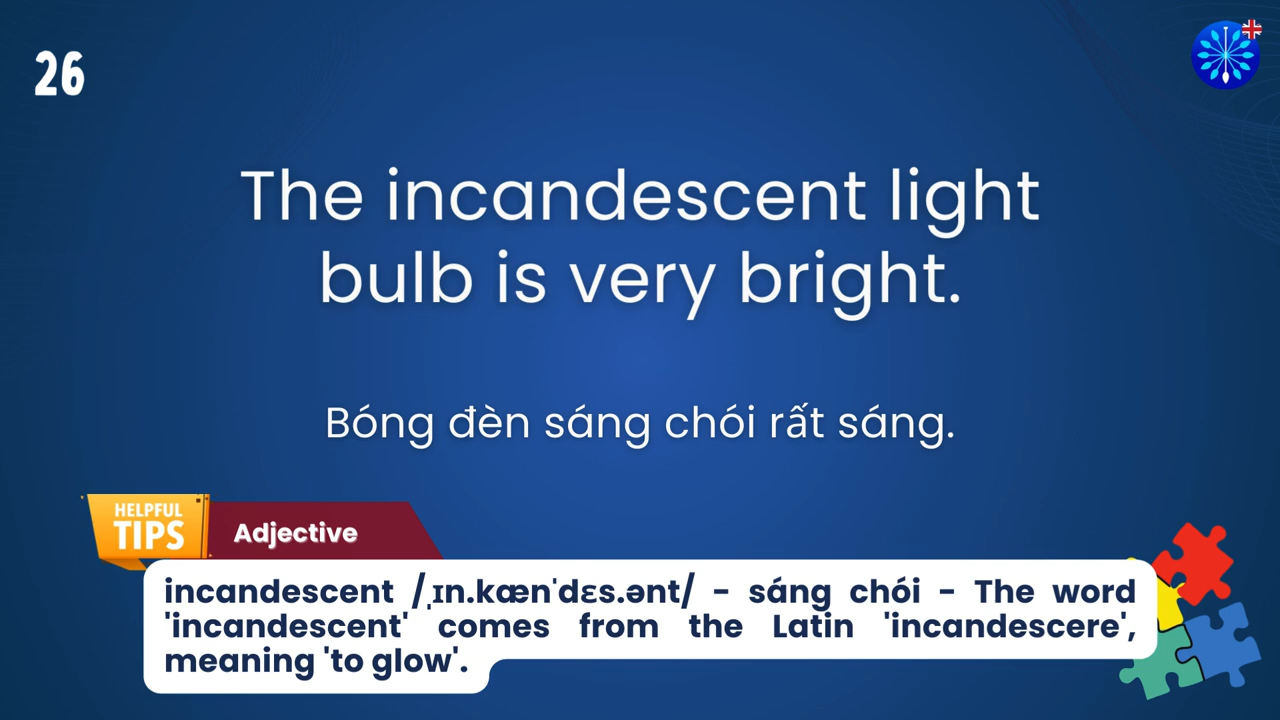 26
The incandescent light
bulb is very bright.
Bóng đèn sáng chói rất sáng.
HELPFUL
TIPS
Adjective
incandescent /ˌɪn.kænˈdɛs.ənt/ - sáng chói - The word
'incandescent' comes from the Latin 'incandescere',
meaning 'to glow'.